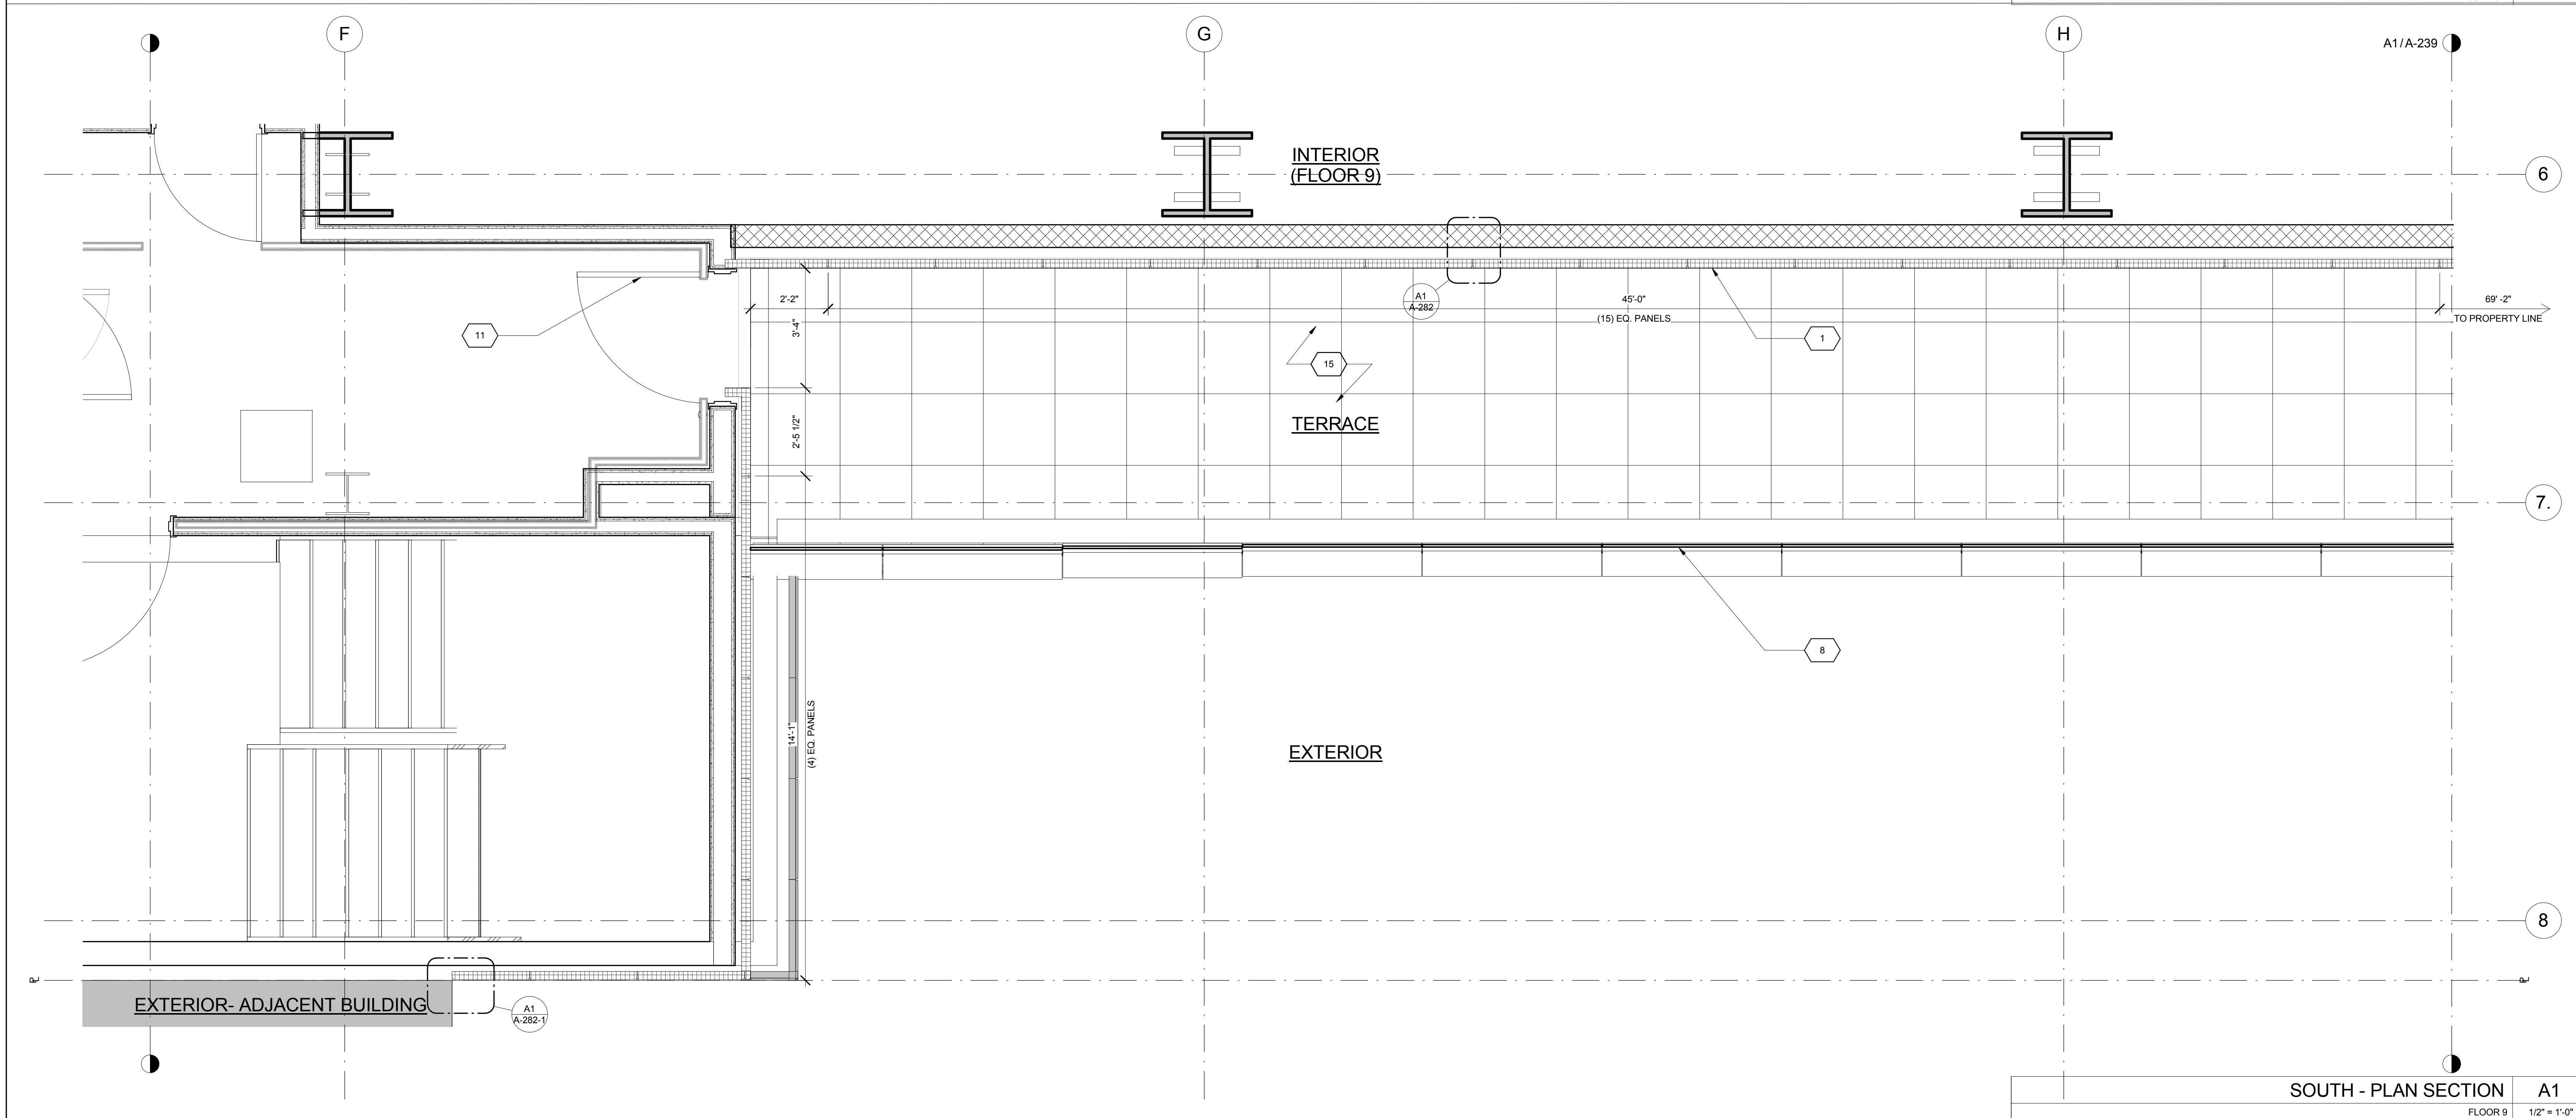 F
G
H
A1/A-239
INTERIOR
(FLOOR 9)
6
2'-2"
A1
A-282
45'-0"
69' -2"
(15) EQ. PANELS
TO PROPERTY LINE
3'-4"
11
1
15
TERRACE
2'-5 1/2"
7.
8
14'-1"
(4) EQ. PANELS
EXTERIOR
8
PL
PL
EXTERIOR- ADJACENT BUILDING
A1
A-282-1
SOUTH - PLAN SECTION
A1
FLOOR 9
1/2" = 1'-0"